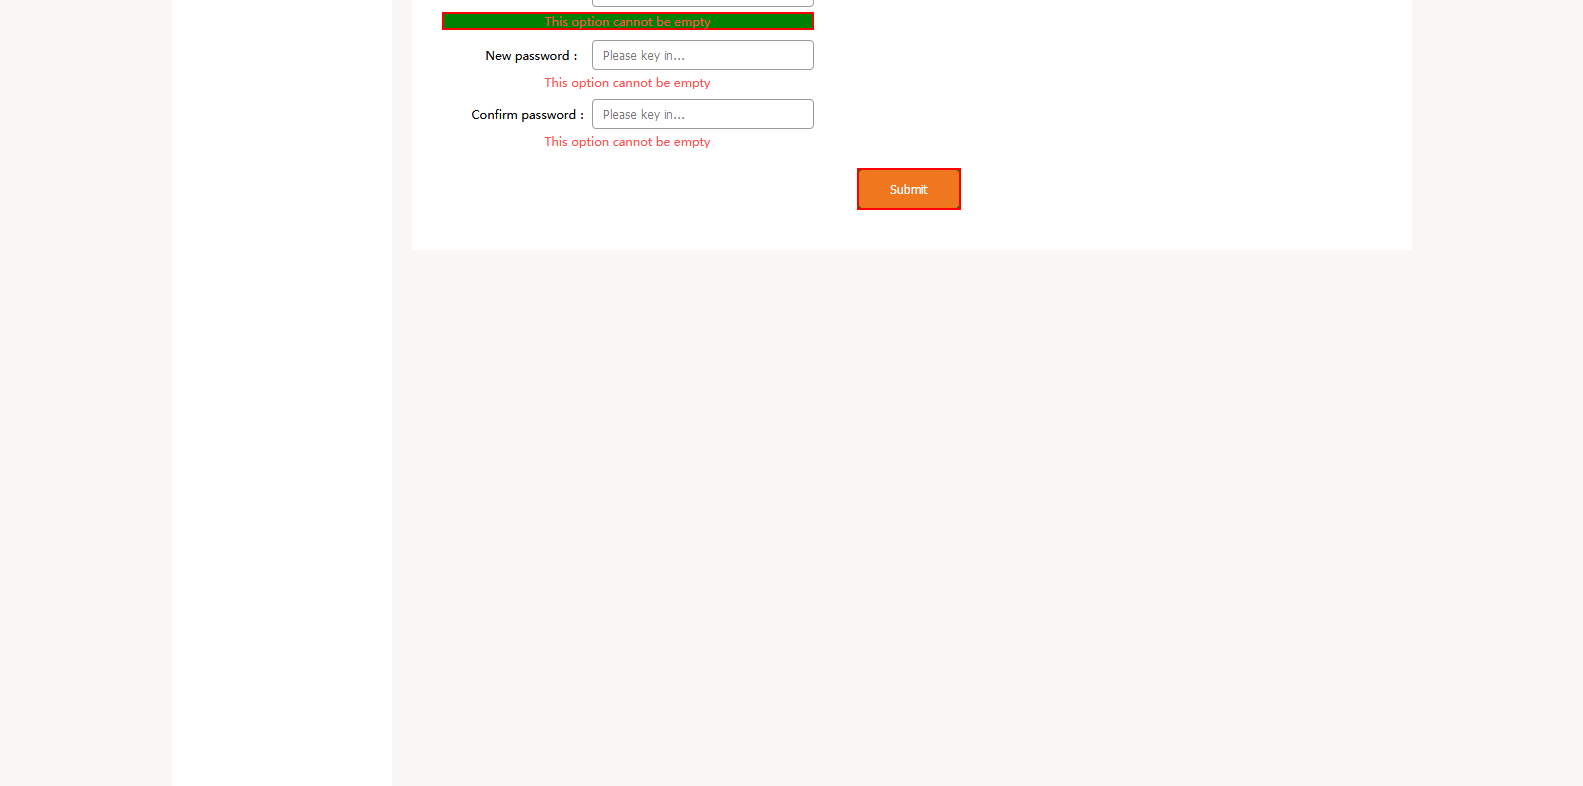 This option cannot be empty
New password :
Please key in...
This option cannot be empty
Confirm password :
Please key in...
This option cannot be empty
Submit